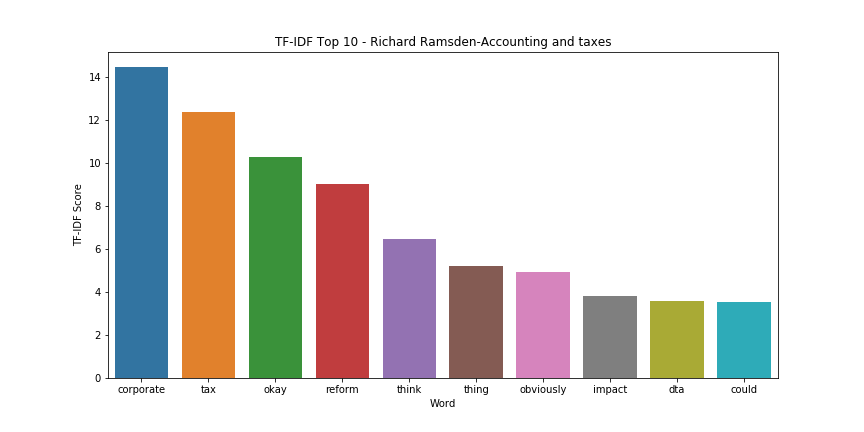 TF-IDF Top 10 - Richard Ramsden-Accounting and taxes
TF-IDF Score
14
12
10
8
6
4
2
0
corporate tax okay reform think thing obviously impact dta could
Word